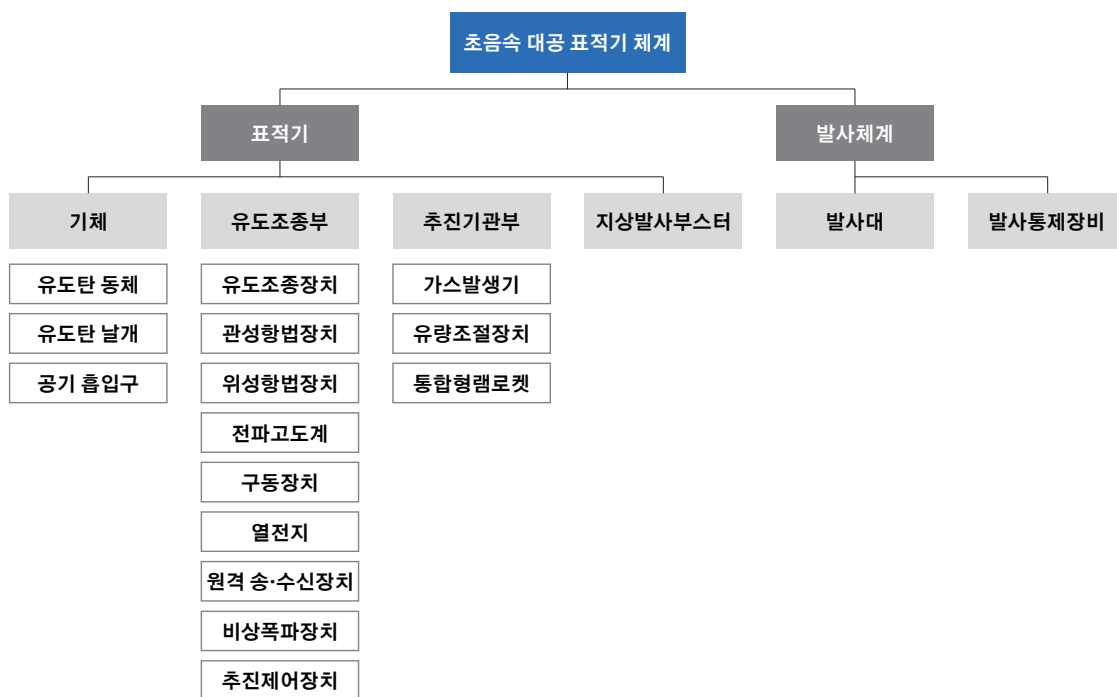 초음속 대공 표적기 체계
표적기
발사체계
기체
유도조종부
추진기관부
지상발사부스터
발사대
발사통제장비
유도탄 동체
유도조종장치
가스발생기
유도탄 날개
관성항법장치
유량조절장치
공기 흡입구
위성항법장치
통합형램로켓
전파고도계
구동장치
열전지
원격 송·수신장치
비상폭파장치
추진제어장치